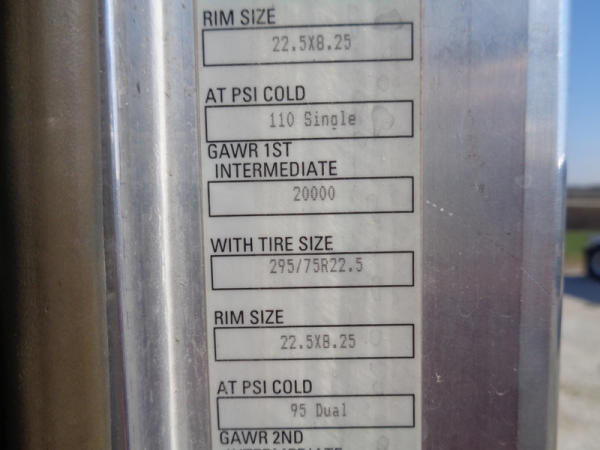 RIM SIZE
22.5X8.25
AT PSI COLD
110 Single
GAWR 1ST
INTERMEDIATE
20000
WITH TIRE SIZE
295/75R22.5
RIM SIZE
22.5X8.25
AT PSI COLD
95 Dual
GAWR 2ND
INTERMEDIATE